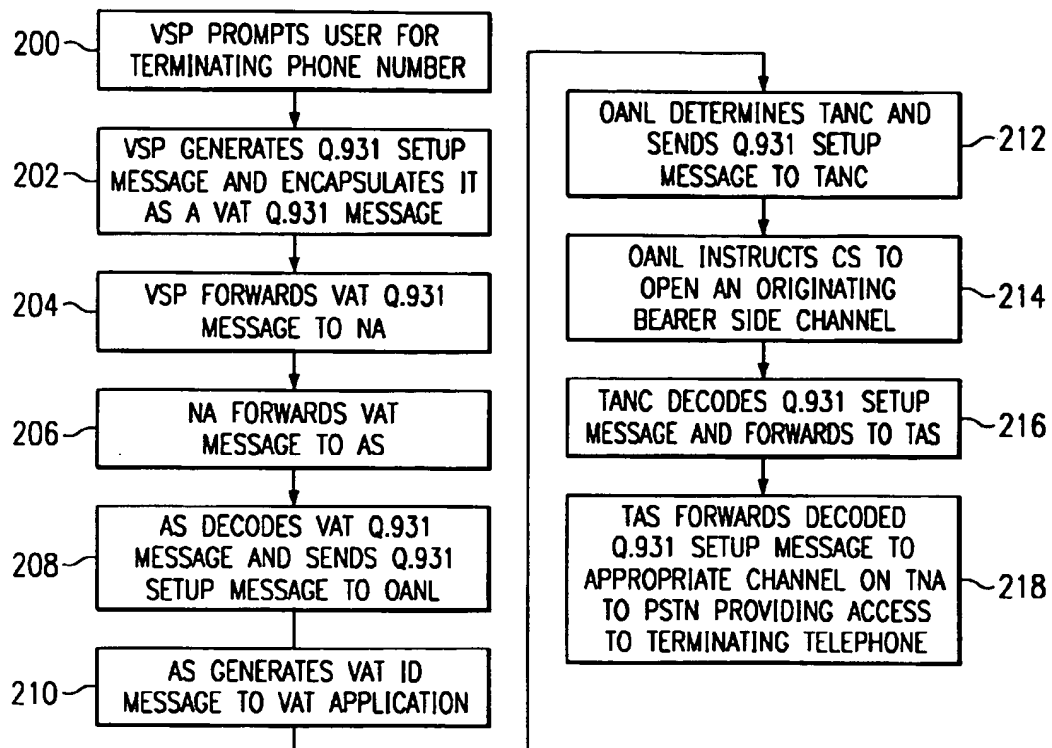 200
VSP PROMPTS USER FOR
TERMINATING PHONE NUMBER
202
VSP GENERATES Q.931 SETUP
MESSAGE AND ENCAPSULATES IT
AS A VAT Q.931 MESSAGE
204
VSP FORWARDS VAT Q.931
MESSAGE TO NA
206
NA FORWARDS VAT
MESSAGE TO AS
208
AS DECODES VAT Q.931
MESSAGE AND SENDS Q.931
SETUP MESSAGE TO OANL
210
AS GENERATES VAT ID
MESSAGE TO VAT APPLICATION
OANL DETERMINES TANC AND
SENDS Q.931 SETUP
MESSAGE TO TANC
212
OANL INSTRUCTS CS TO
OPEN AN ORIGINATING
BEARER SIDE CHANNEL
214
TANC DECODES Q.931 SETUP
MESSAGE AND FORWARDS TO TAS
216
TAS FORWARDS DECODED
Q.931 SETUP MESSAGE TO
APPROPRIATE CHANNEL ON TNA
TO PSTN PROVIDING ACCESS
TO TERMINATING TELEPHONE
218